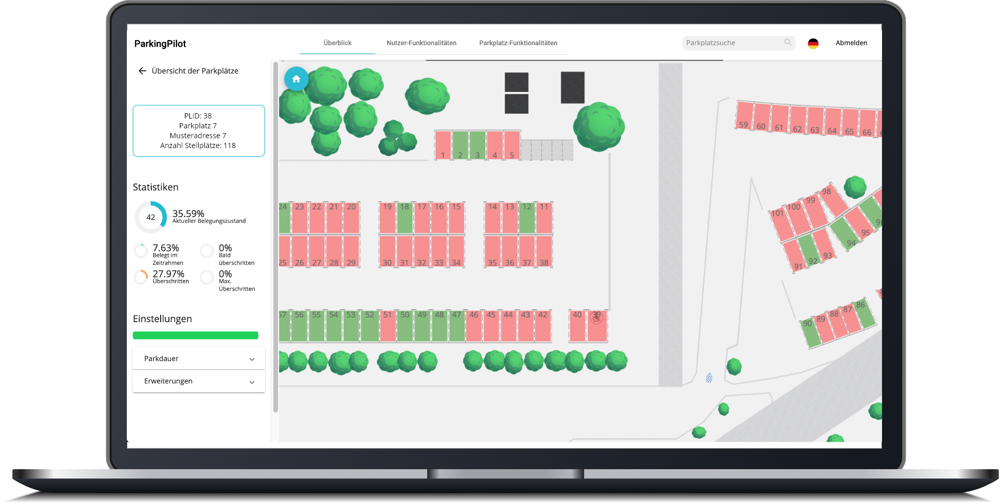 ParkingPilot
Überblick
Nutzer-Funktionalitäten
Parkplatz-Funktionalitäten
Parkplatzsuche
Abmelden
Übersicht der Parkplätze
PLID: 38
Parkplatz 7
Musteradresse 7
Anzahl Stellplätze: 118
Statistiken
42
35.59%
Aktueller Belegungszustand
7.63%
Belegt im
Zeitrahmen
0%
Bald
überschritten
27.97%
Überschritten
0%
Max.
Überschritten
Einstellungen
Parkdauer
Erweiterungen
1 2 3 4 5
59 60 61 62 63 64 65 66
24 23 22 21 20 19 18 17 16 15 14 13 12 11
25 26 27 28 29 30 31 32 33 34 35 36 37 38
101 100 99 98
91 92 93 94 95
57 56 55 54 53 52 51 50 49 48 47 46 45 44 43 42 40 39
90 89 88 87 86